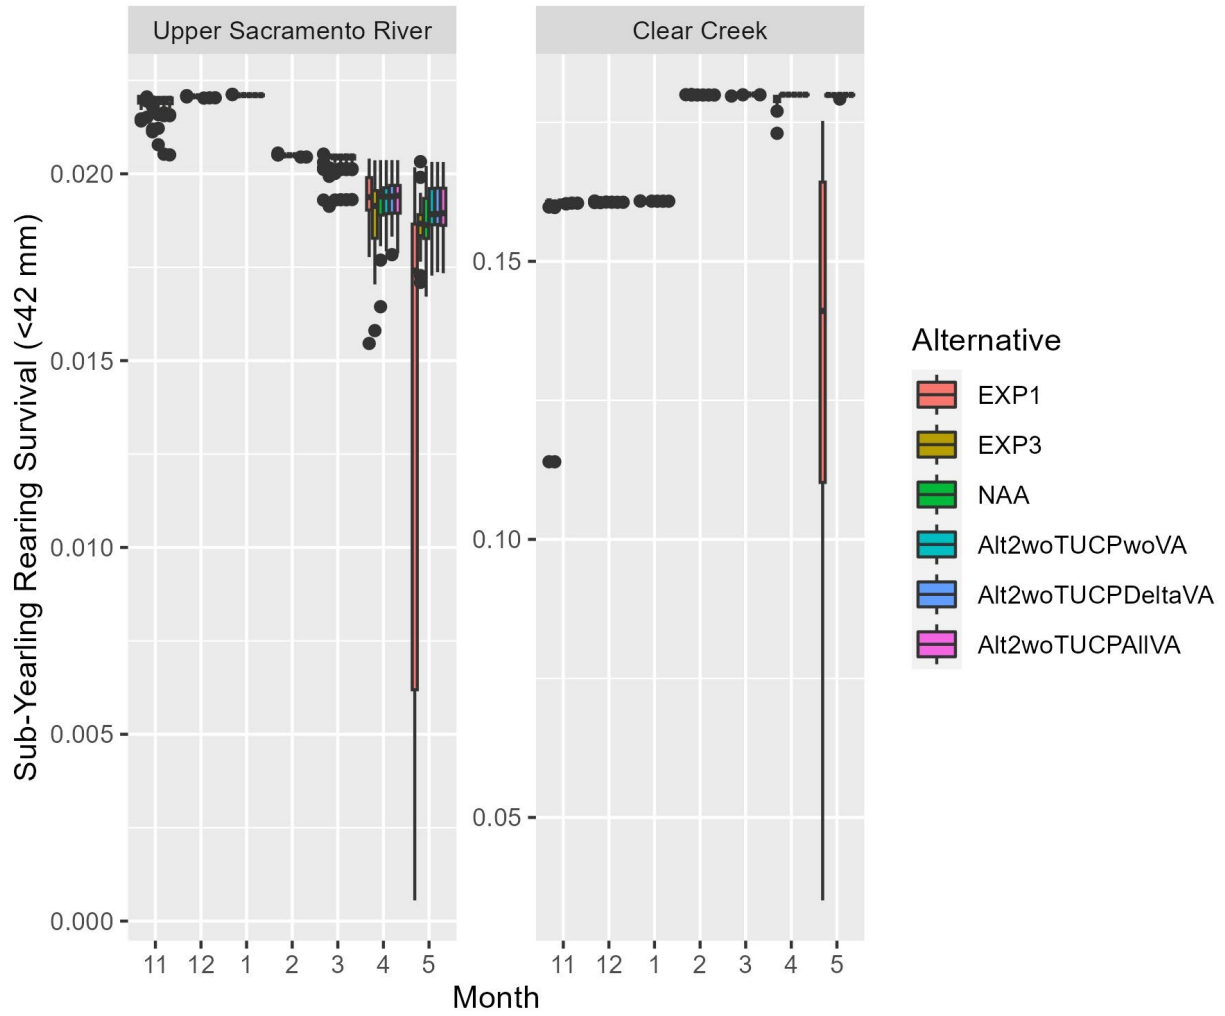 Upper Sacramento River
Clear Creek
Sub-Yearling Rearing Survival (<42 mm)
0.020
0.015
0.010
0.005
0.000
0.15
0.10
0.05
11 12 1 2 3 4 5
11 12 1 2 3 4 5
Month
Alternative
EXP1
EXP3
NAA
Alt2woTUCPwoVA
Alt2woTUCPDeltaVA
Alt2woTUCPAllVA